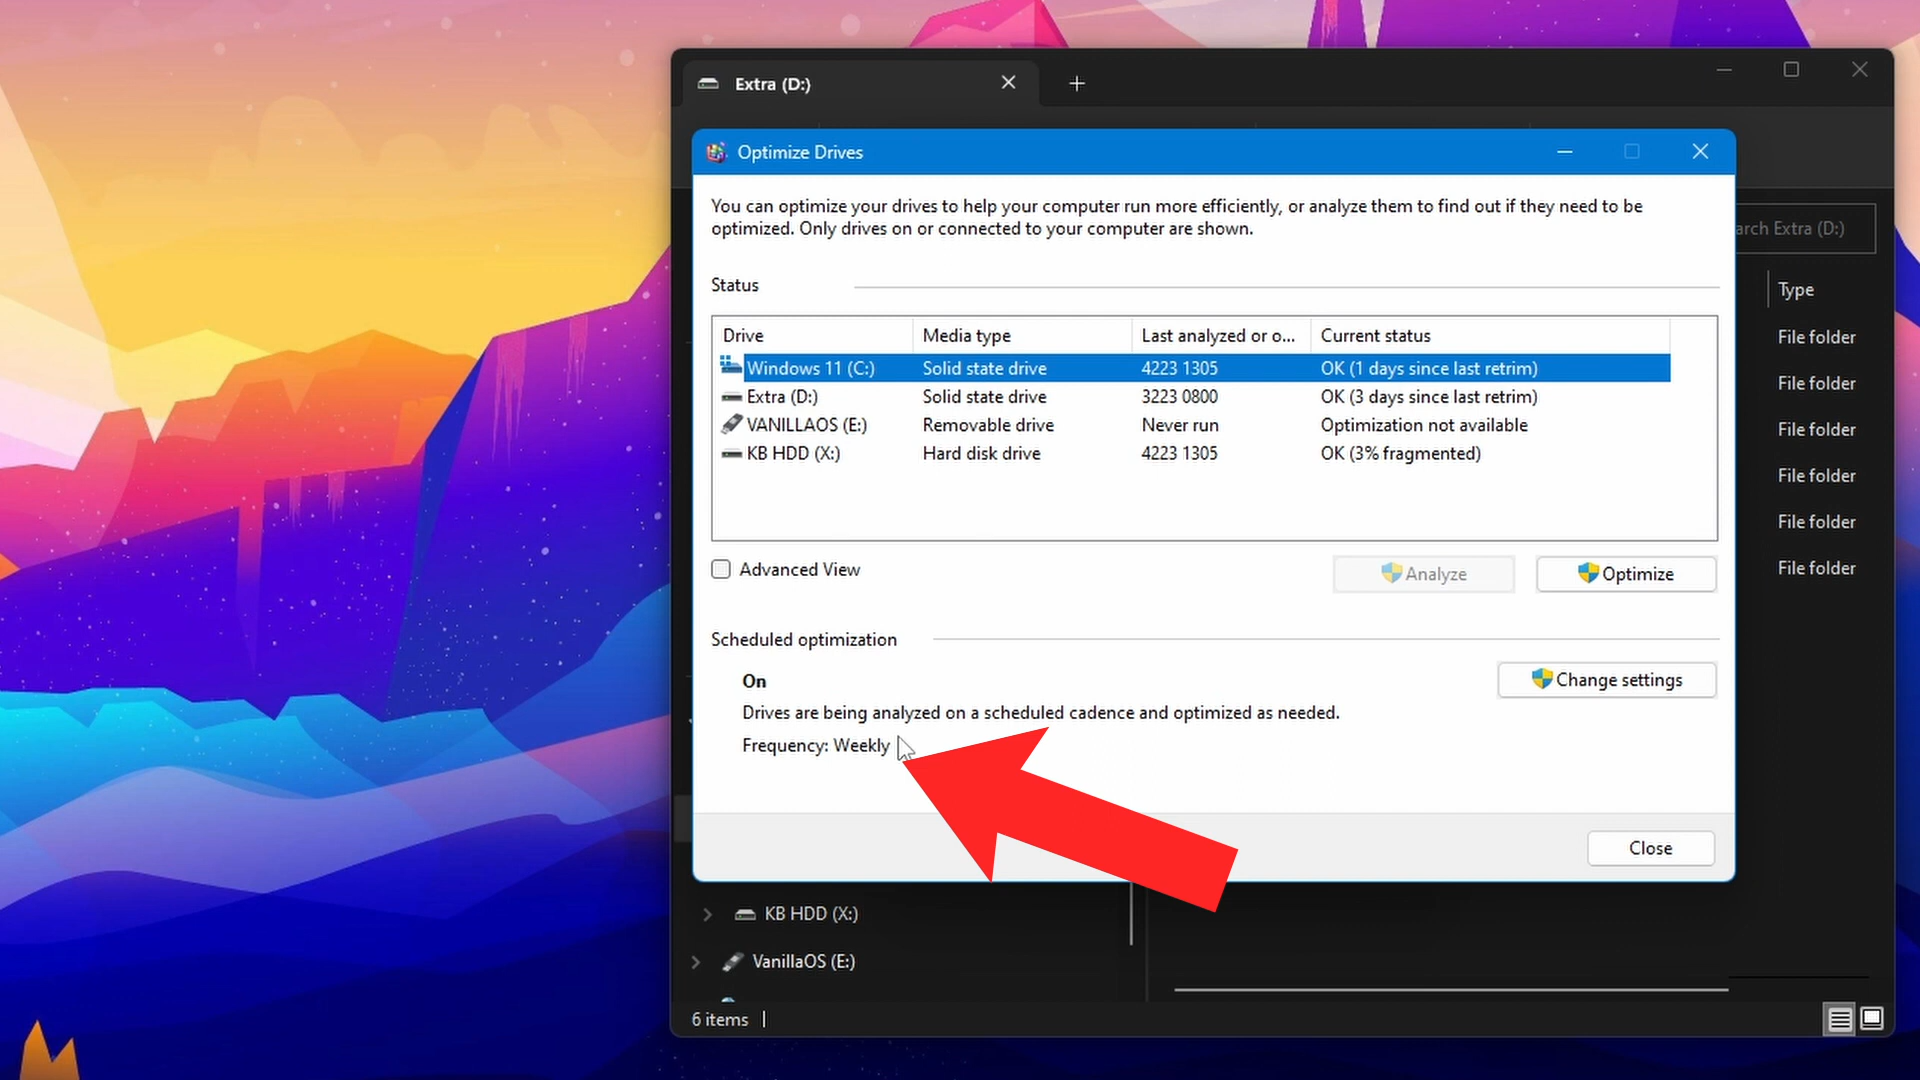 Extra (D:)
Optimize Drives
You can optimize your drives to help your computer run more efficiently, or analyze them to find out if they need to be
optimized. Only drives on or connected to your computer are shown.
arch Extra (D:)
Status
Type
Drive Media type Last analyzed or o... Current status
File folder
Windows 11 (C:) Solid state drive 4223 1305 OK (1 days since last retrim)
File folder
Extra (D:) Solid state drive 3223 0800 OK (3 days since last retrim)
VANILLAOS (E:) Removable drive Never run Optimization not available
File folder
KB HDD (X:) Hard disk drive 4223 1305 OK (3% fragmented)
File folder
File folder
Advanced View
Analyze
Optimize
File folder
Scheduled optimization
On
Change settings
Drives are being analyzed on a scheduled cadence and optimized as needed.
Frequency: Weekly
Close
KB HDD (X:)
VanillaOS (E:)
6 items